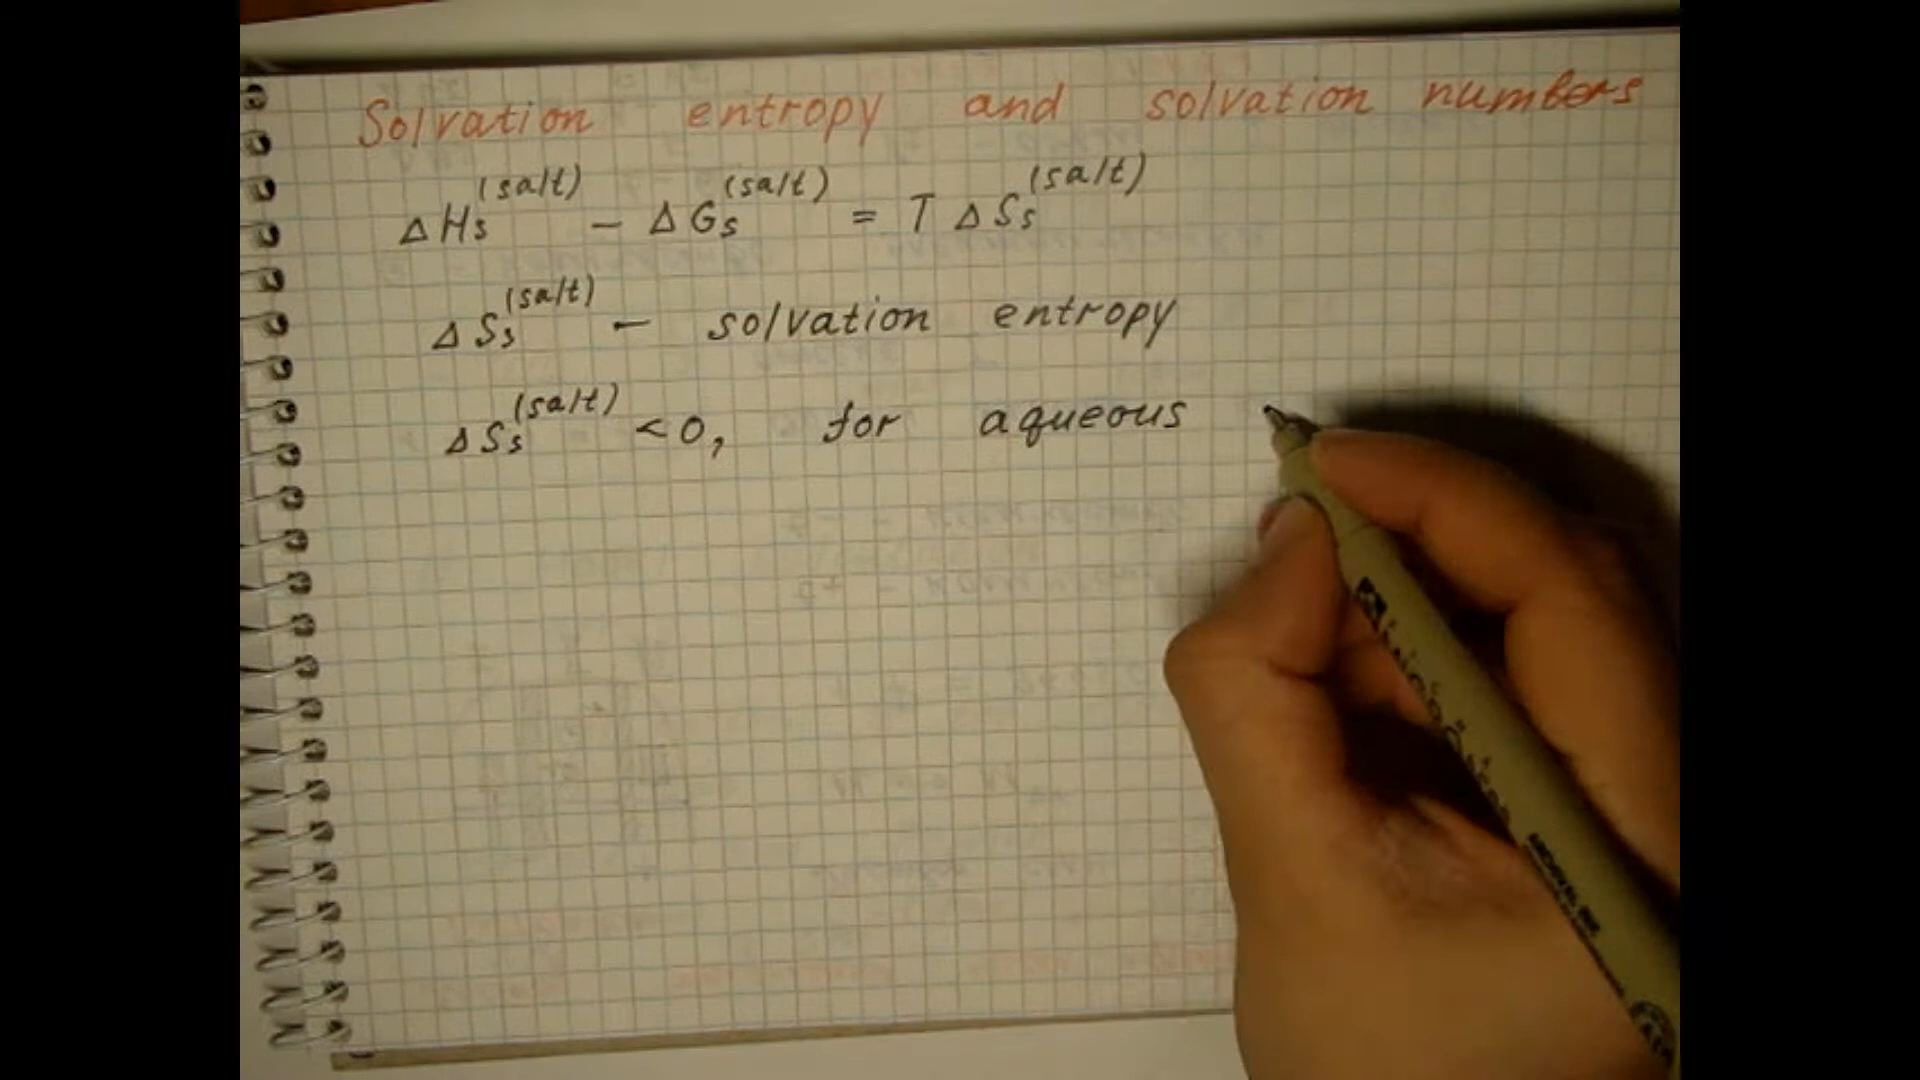 Solvation entropy and solvation numbers
ΔHs(salt) – ΔGs(salt) = T ΔSs(salt)
ΔSs(salt) – solvation entropy
ΔSs(salt) < 0, for aqueous